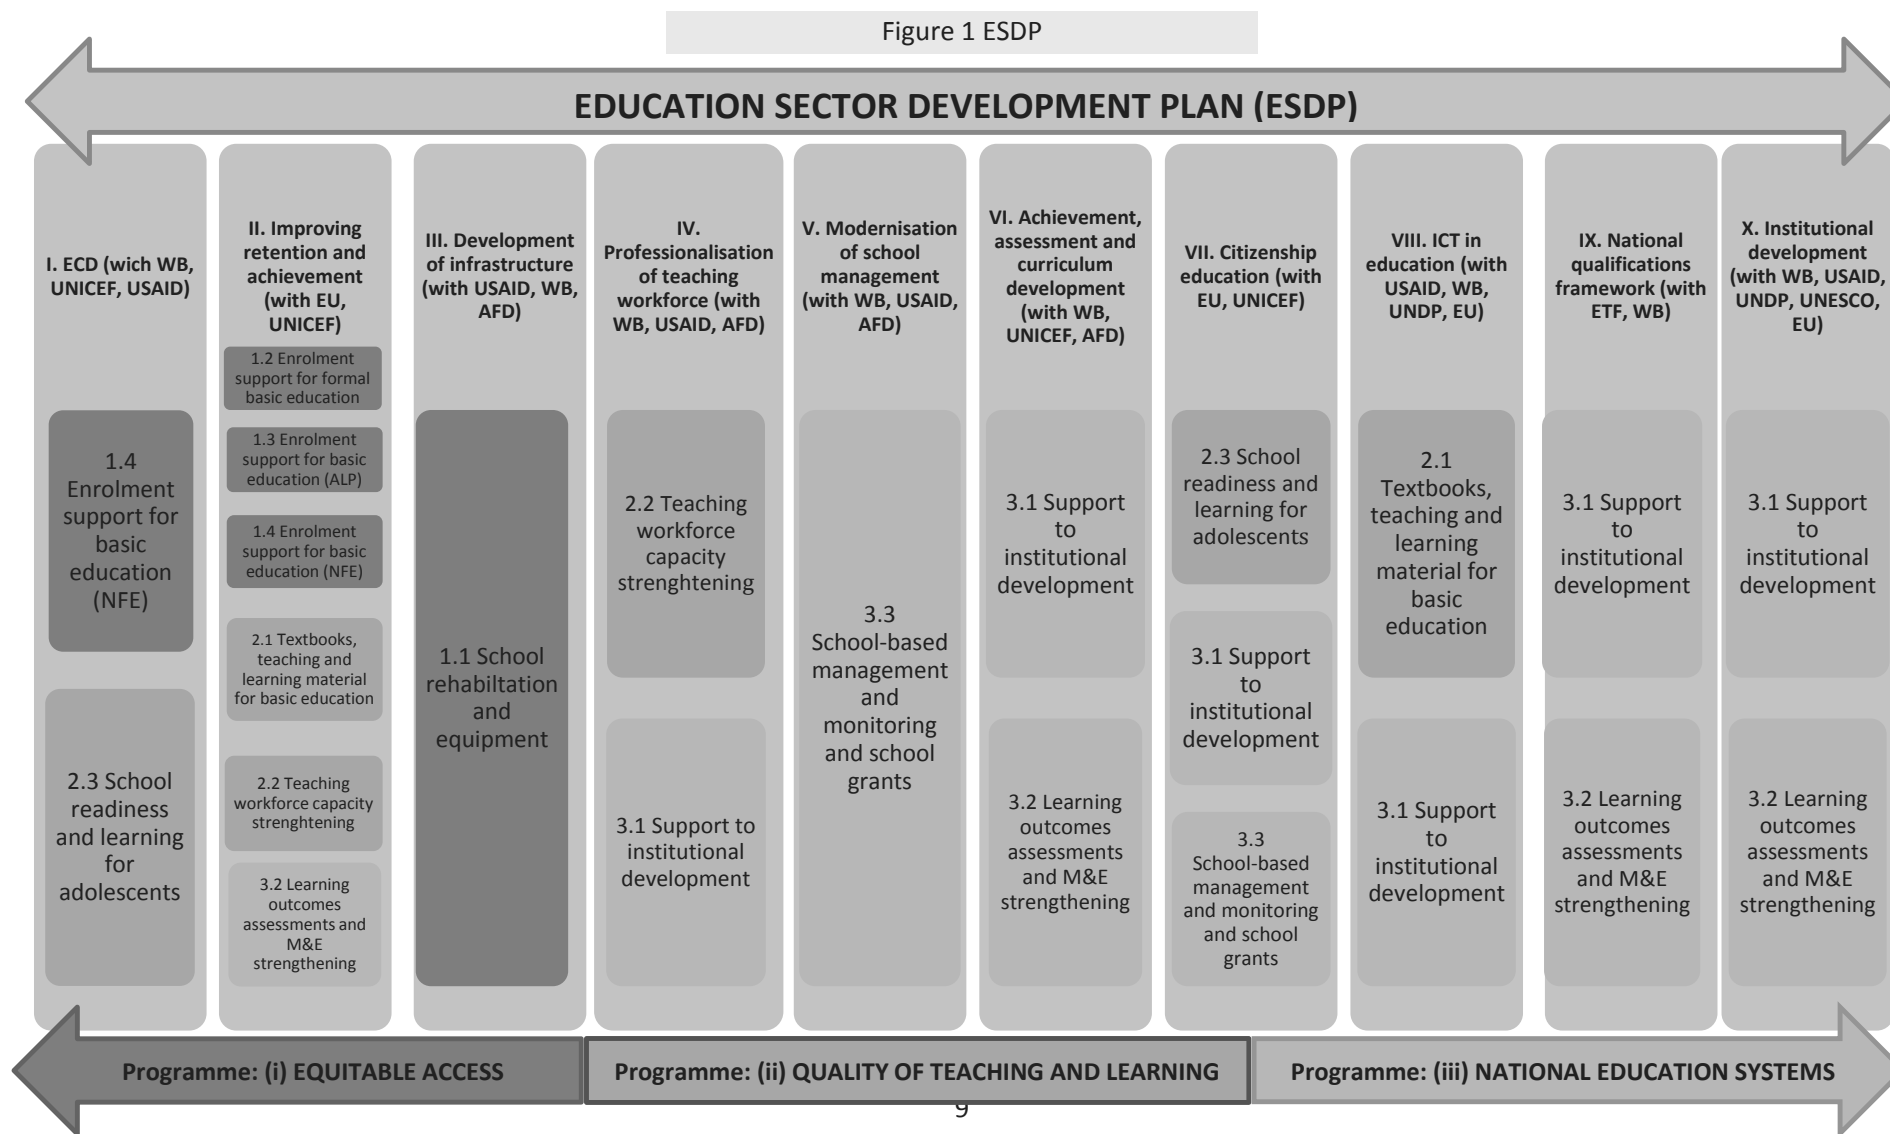 Figure 1 ESDP
EDUCATION SECTOR DEVELOPMENT PLAN (ESDP)
I. ECD (wich WB,
UNICEF, USAID)
1.4
Enrolment
support for
basic
education
(NFE)
2.3 School
readiness
and learning
for
adolescents
II. Improving
retention and
achievement
(with EU,
UNICEF)
1.2 Enrolment
support for formal
basic education
1.3 Enrolment
support for basic
education (ALP)
1.4 Enrolment
support for basic
education (NFE)
2.1 Textbooks,
teaching and
learning material
for basic education
2.2 Teaching
workforce capacity
strenghtening
3.2 Learning
outcomes
assessments and
M&E
strengthening
III. Development
of infrastructure
(with USAID, WB,
AFD)
1.1 School
rehabiltation
and
equipment
IV.
Professionalisation
of teaching
workforce (with
WB, USAID, AFD)
2.2 Teaching
workforce
capacity
strenghtening
3.1 Support to
institutional
development
V. Modernisation
of school
management
(with WB, USAID,
AFD)
3.3
School-based
management
and
monitoring
and school
grants
VI. Achievement,
assessment and
curriculum
development
(with WB,
UNICEF, AFD)
3.1 Support
to
institutional
development
3.2 Learning
outcomes
assessments
and M&E
strengthening
VII. Citizenship
education (with
EU, UNICEF)
2.3 School
readiness and
learning for
adolescents
3.1 Support
to
institutional
development
3.3
School-based
management
and monitoring
and school
grants
VIII. ICT in
education (with
USAID, WB,
UNDP, EU)
2.1
Textbooks,
teaching and
learning
material for
basic
education
3.1 Support
to
institutional
development
IX. National
qualifications
framework (with
ETF, WB)
3.1 Support
to
institutional
development
3.2 Learning
outcomes
assessments
and M&E
strengthening
X. Institutional
development
(with WB, USAID,
UNDP, UNESCO,
EU)
3.1 Support
to
institutional
development
3.2 Learning
outcomes
assessments
and M&E
strengthening
Programme: (i) EQUITABLE ACCESS
Programme: (ii) QUALITY OF TEACHING AND LEARNING
Programme: (iii) NATIONAL EDUCATION SYSTEMS
9